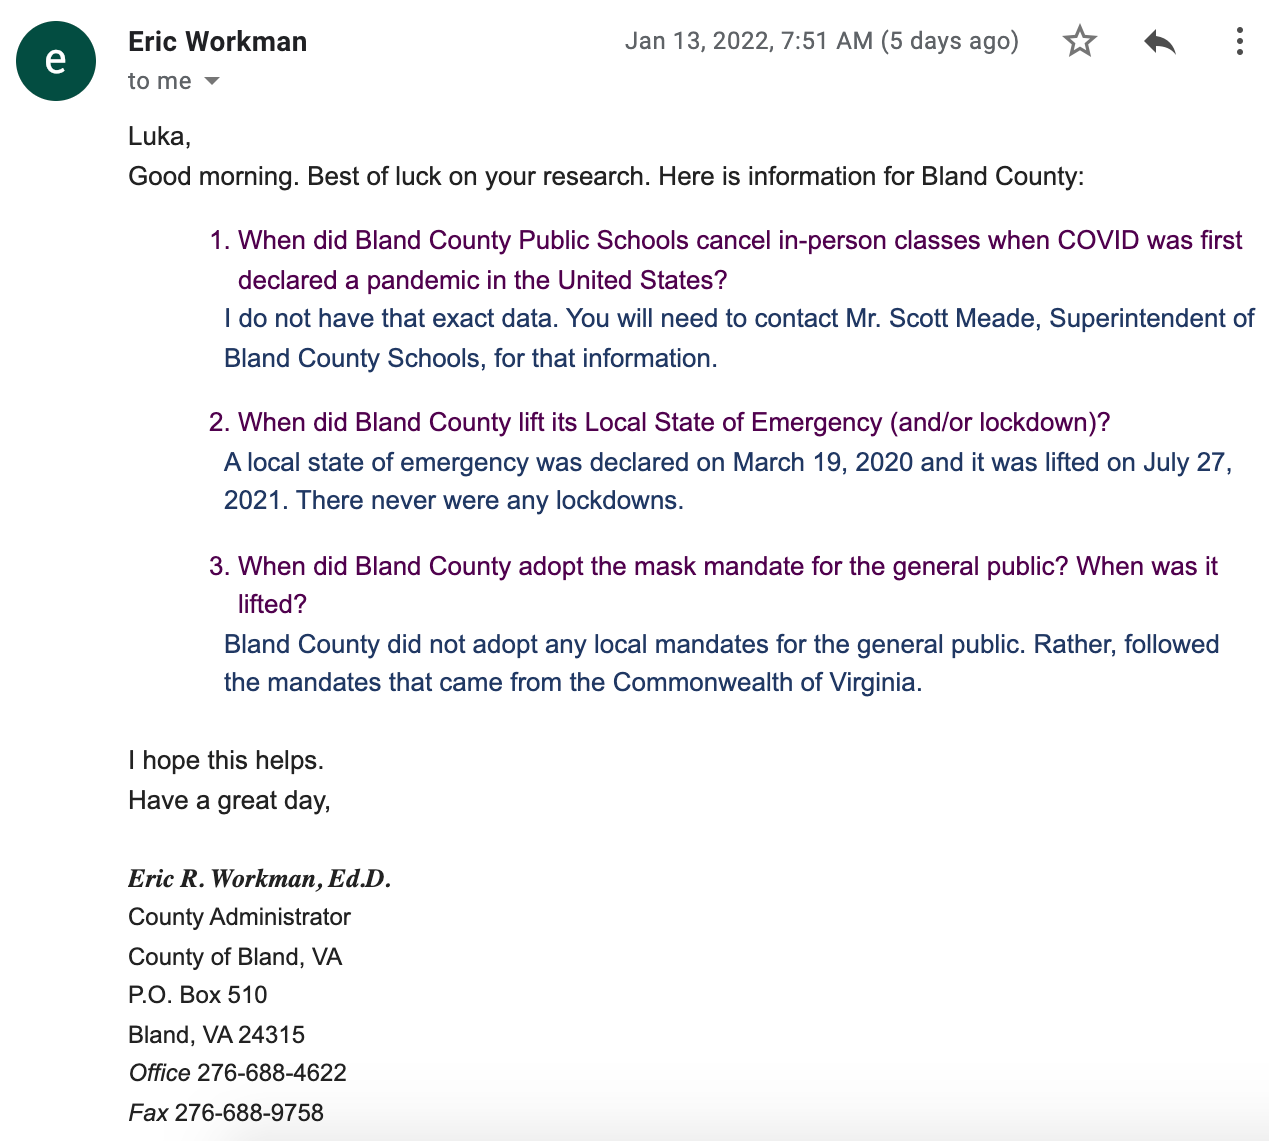 e
Eric Workman
Jan 13, 2022, 7:51 AM (5 days ago)
to me
Luka,
Good morning. Best of luck on your research. Here is information for Bland County:
1. When did Bland County Public Schools cancel in-person classes when COVID was first
declared a pandemic in the United States?
I do not have that exact data. You will need to contact Mr. Scott Meade, Superintendent of
Bland County Schools, for that information.
2. When did Bland County lift its Local State of Emergency (and/or lockdown)?
A local state of emergency was declared on March 19, 2020 and it was lifted on July 27,
2021. There never were any lockdowns.
3. When did Bland County adopt the mask mandate for the general public? When was it
lifted?
Bland County did not adopt any local mandates for the general public. Rather, followed
the mandates that came from the Commonwealth of Virginia.
I hope this helps.
Have a great day,
Eric R. Workman, Ed.D.
County Administrator
County of Bland, VA
P.O. Box 510
Bland, VA 24315
Office 276-688-4622
Fax 276-688-9758